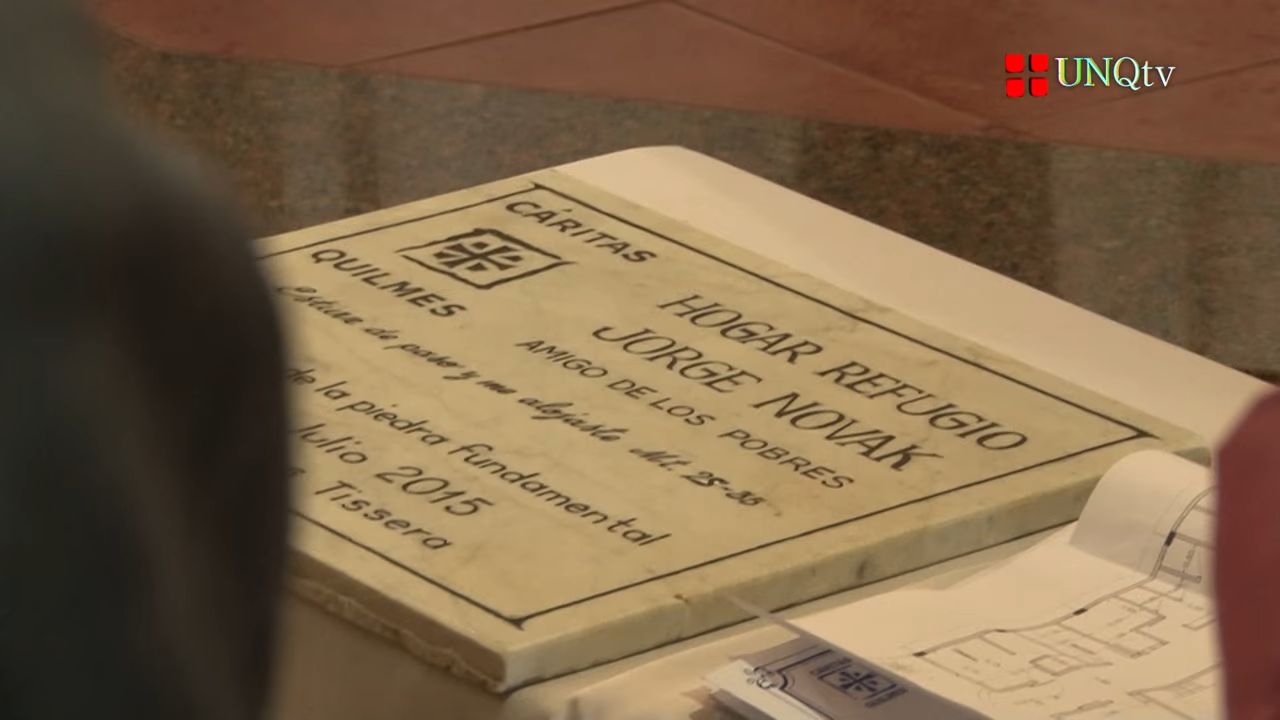 UNQtv
CÁRITAS
QUILMES
HOGAR REFUGIO
JORGE NOVAK
AMIGO DE LOS POBRES
Estuve de paso y me alojaste Mt. 25-35
de la piedra fundamental
Julio 2015
Tissera